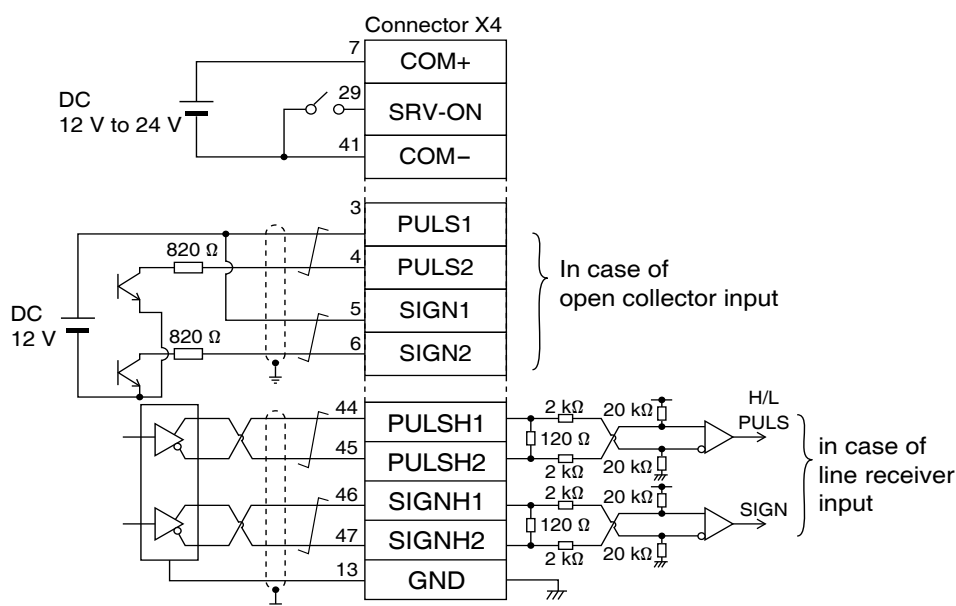 Connector X4
7
COM+
DC
12 V to 24 V
29
SRV-ON
41
COM−
3
PULS1
820 Ω
4
PULS2
In case of
open collector input
DC
12 V
5
SIGN1
820 Ω
6
SIGN2
44
PULSH1
2 kΩ
20 kΩ
H/L
PULS
120 Ω
45
PULSH2
2 kΩ
20 kΩ
in case of
line receiver
input
46
SIGNH1
2 kΩ
20 kΩ
SIGN
120 Ω
47
SIGNH2
2 kΩ
20 kΩ
13
GND